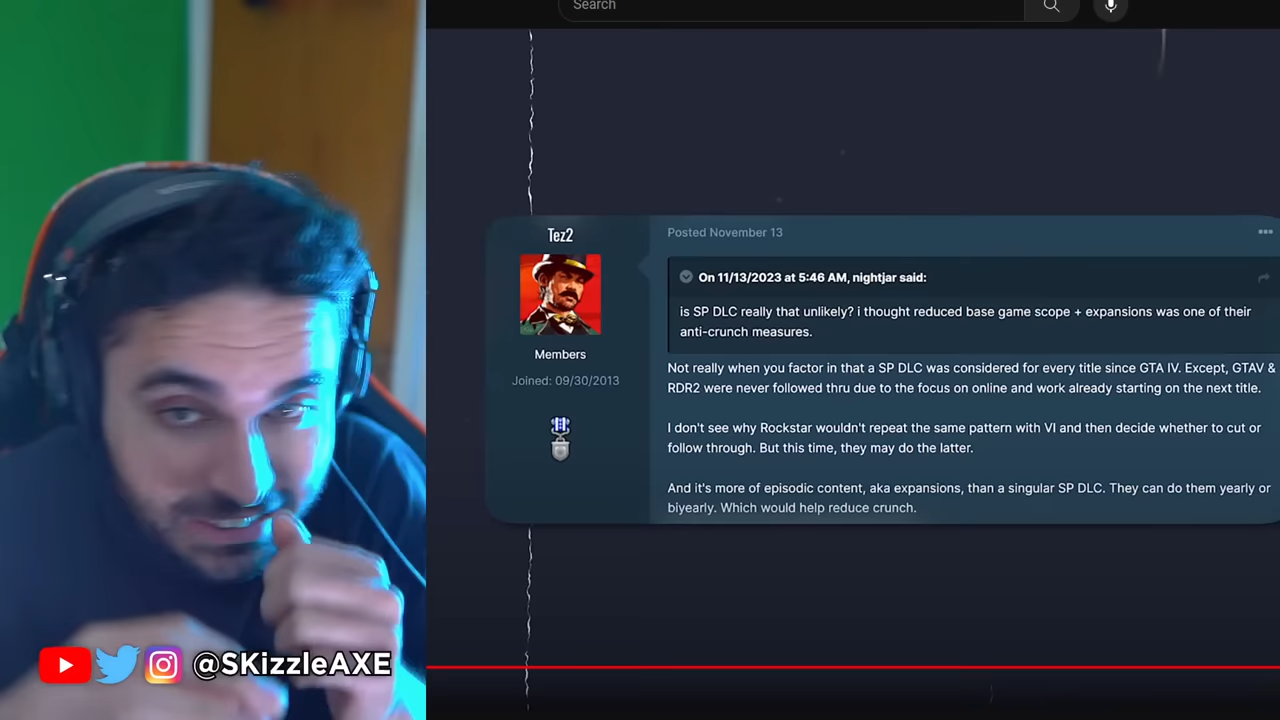 Search
Tez2
Members
Joined: 09/30/2013
Posted November 13
On 11/13/2023 at 5:46 AM, nightjar said:
is SP DLC really that unlikely? i thought reduced base game scope + expansions was one of their
anti-crunch measures.
Not really when you factor in that a SP DLC was considered for every title since GTA IV. Except, GTAV &
RDR2 were never followed thru due to the focus on online and work already starting on the next title.
I don't see why Rockstar wouldn't repeat the same pattern with VI and then decide whether to cut or
follow through. But this time, they may do the latter.
And it's more of episodic content, aka expansions, than a singular SP DLC. They can do them yearly or
biyearly. Which would help reduce crunch.
@SKizzleAXE